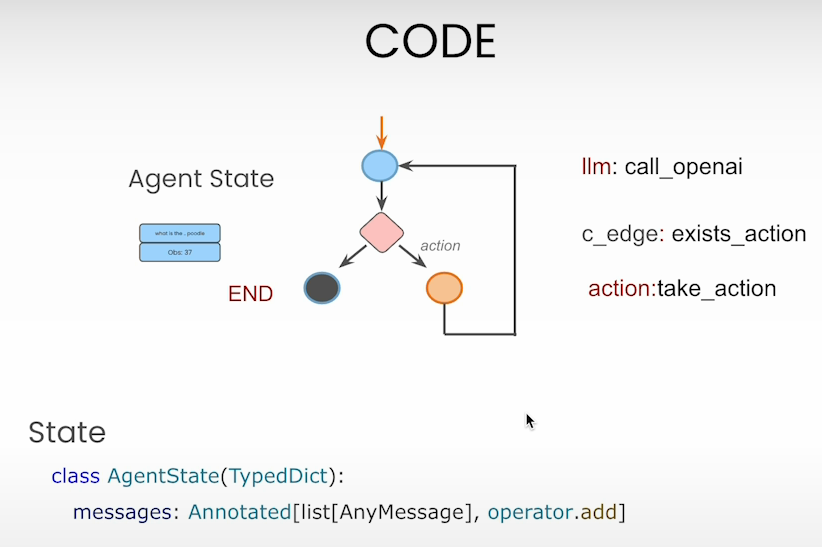 CODE
Agent State
llm: call_openai
what is the .. poodle
Obs: 37
c_edge: exists_action
action
END
action:take_action
State
class AgentState(TypedDict):
messages: Annotated[list[AnyMessage], operator.add]